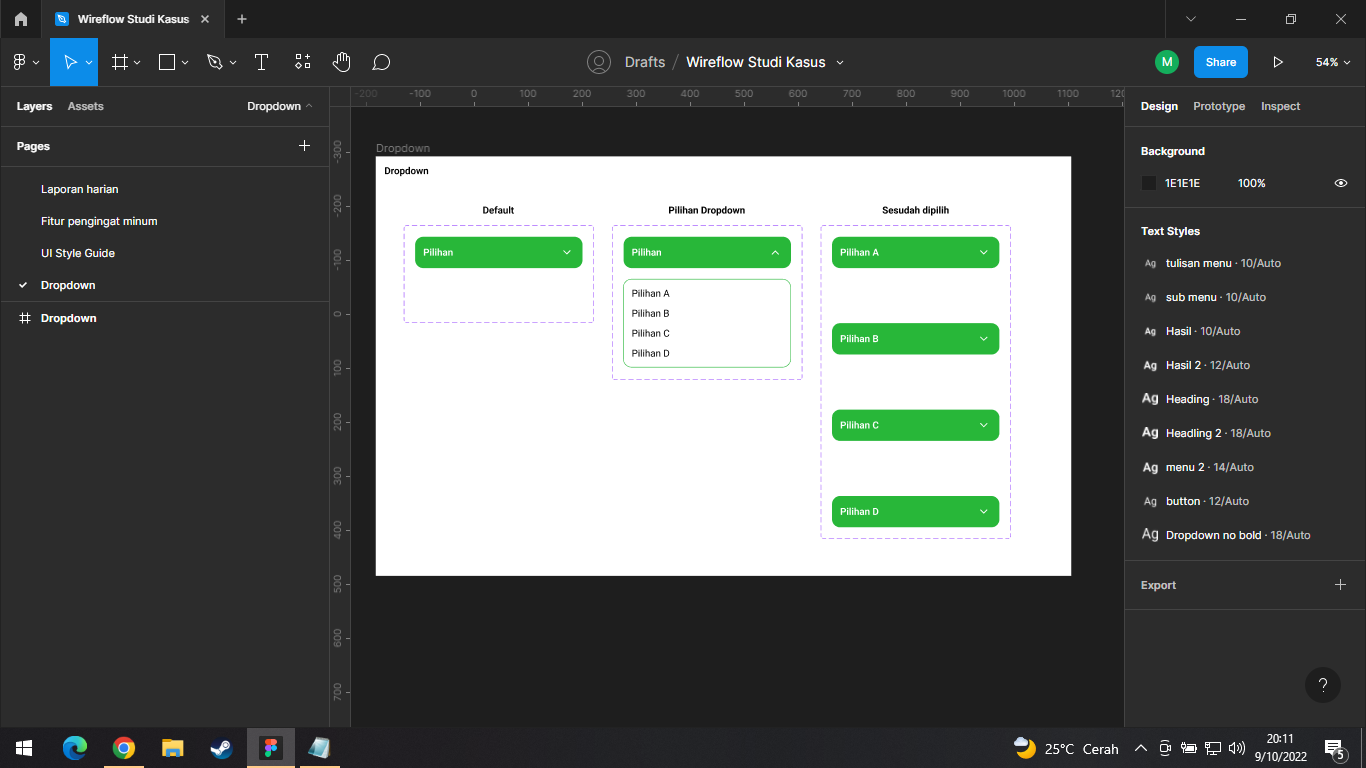 Wireflow Studi Kasus
Drafts / Wireflow Studi Kasus
M
Share
54%
Layers
Assets
Dropdown
Pages
Laporan harian
Fitur pengingat minum
UI Style Guide
Dropdown
Dropdown
-200 -100 0 100 200 300 400 500 600 700 800 900 1000 1100
-300
-200
-100
0
100
200
300
400
500
600
700
Dropdown
Dropdown
Default
Pilihan
Pilihan Dropdown
Pilihan
Pilihan A
Pilihan B
Pilihan C
Pilihan D
Sesudah dipilih
Pilihan A
Pilihan B
Pilihan C
Pilihan D
Design
Prototype
Inspect
Background
1E1E1E 100%
Text Styles
Ag tulisan menu · 10/Auto
Ag sub menu · 10/Auto
Ag Hasil · 10/Auto
Ag Hasil 2 · 12/Auto
Ag Heading · 18/Auto
Ag Headling 2 · 18/Auto
Ag menu 2 · 14/Auto
Ag button · 12/Auto
Ag Dropdown no bold · 18/Auto
Export
?
25°C Cerah
20:11
9/10/2022
5